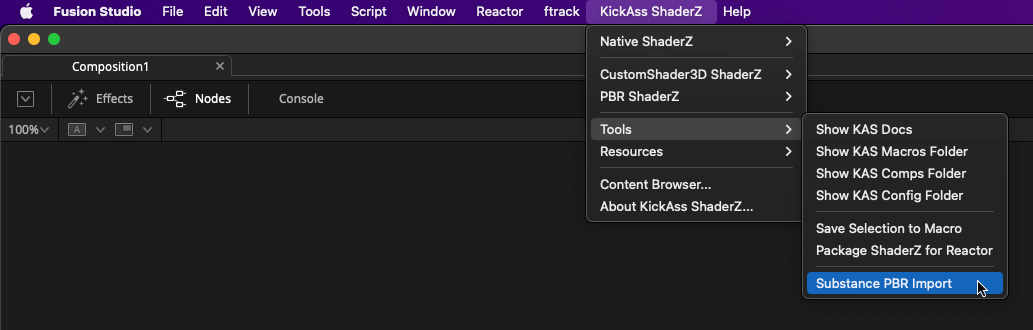 Fusion Studio File Edit View Tools Script Window Reactor ftrack KickAss ShaderZ Help
Composition1
Effects Nodes Console
100% A
Native ShaderZ
CustomShader3D ShaderZ
PBR ShaderZ
Tools
Resources
Content Browser...
About KickAss ShaderZ...
Show KAS Docs
Show KAS Macros Folder
Show KAS Comps Folder
Show KAS Config Folder
Save Selection to Macro
Package ShaderZ for Reactor
Substance PBR Import